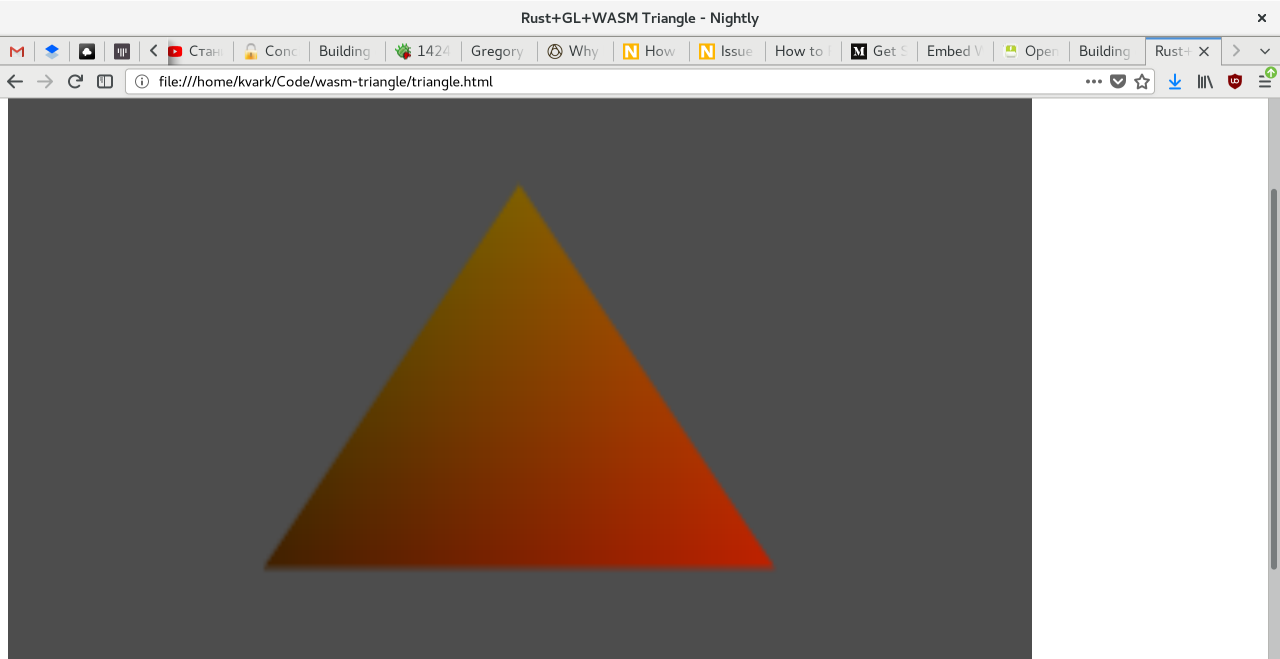 Rust+GL+WASM Triangle - Nightly
Стан Conc Building 1424 Gregory Why How Issue How to M Get S Embed V Open Building Rust+
file:///home/kvark/Code/wasm-triangle/triangle.html